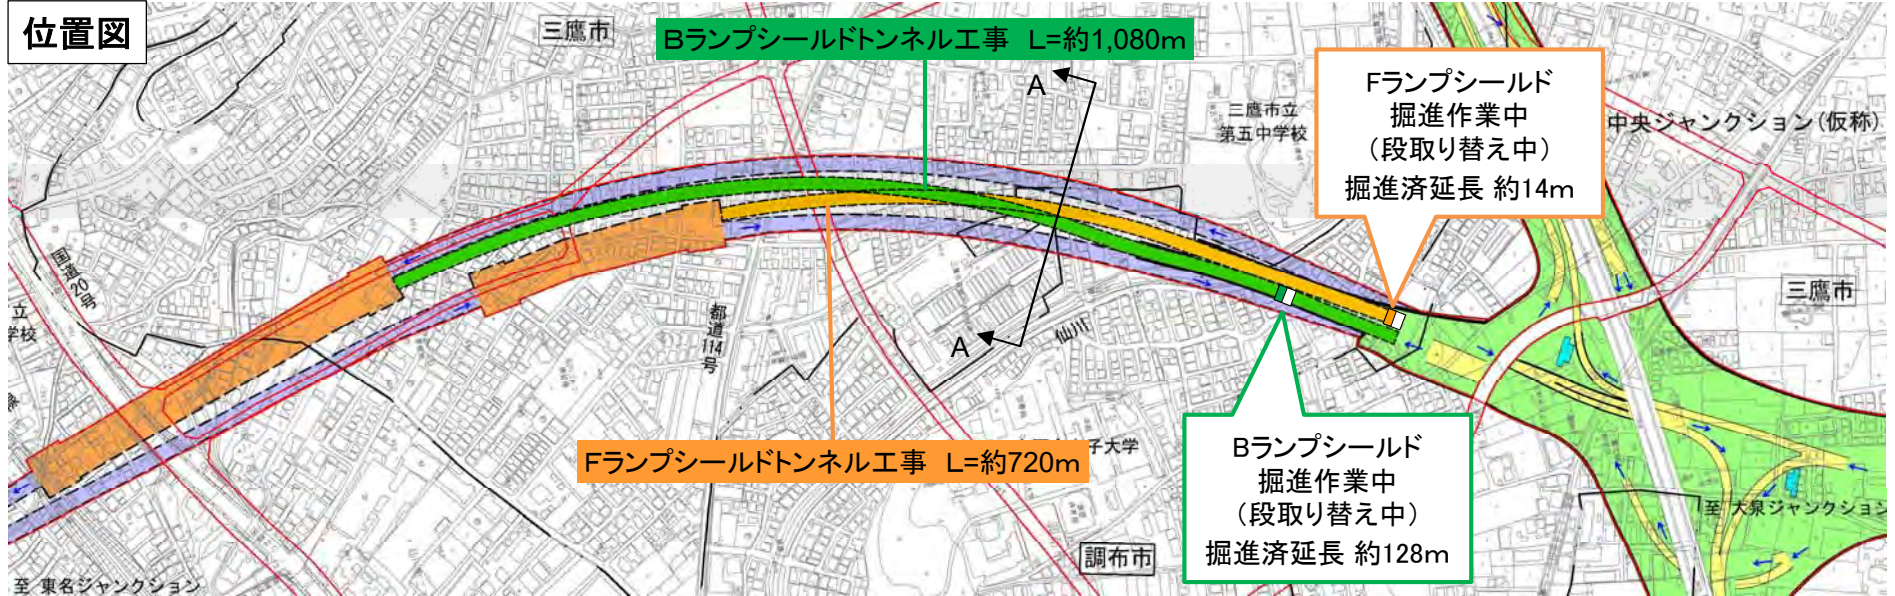 位置図
三鷹市
Bランプシールドトンネル工事 L=約1,080m
A
三鷹市立
第五中学校
Fランプシールド
掘進作業中
(段取り替え中)
掘進済延長 約14m
中央ジャンクション(仮称)
国道20号
立
学校
都道114号
三鷹市
A
仙川
Fランプシールドトンネル工事 L=約720m
子大学
Bランプシールド
掘進作業中
(段取り替え中)
掘進済延長 約128m
至 大泉ジャンクション
調布市
至 東名ジャンクション